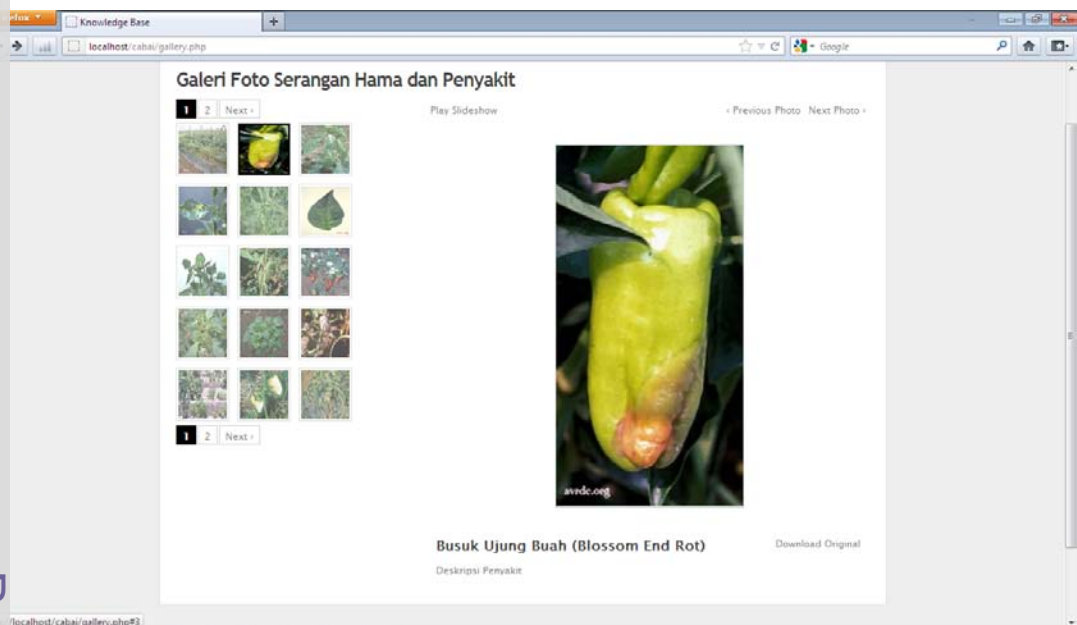 Knowledge Base
localhost/cabai/gallery.php
Google
Galeri Foto Serangan Hama dan Penyakit
1 2 Next ›
Play Slideshow
‹ Previous Photo Next Photo ›
avrdc.org
1 2 Next ›
Busuk Ujung Buah (Blossom End Rot)
Download Original
Deskripsi Penyakit
/localhost/cabai/gallery.php#3